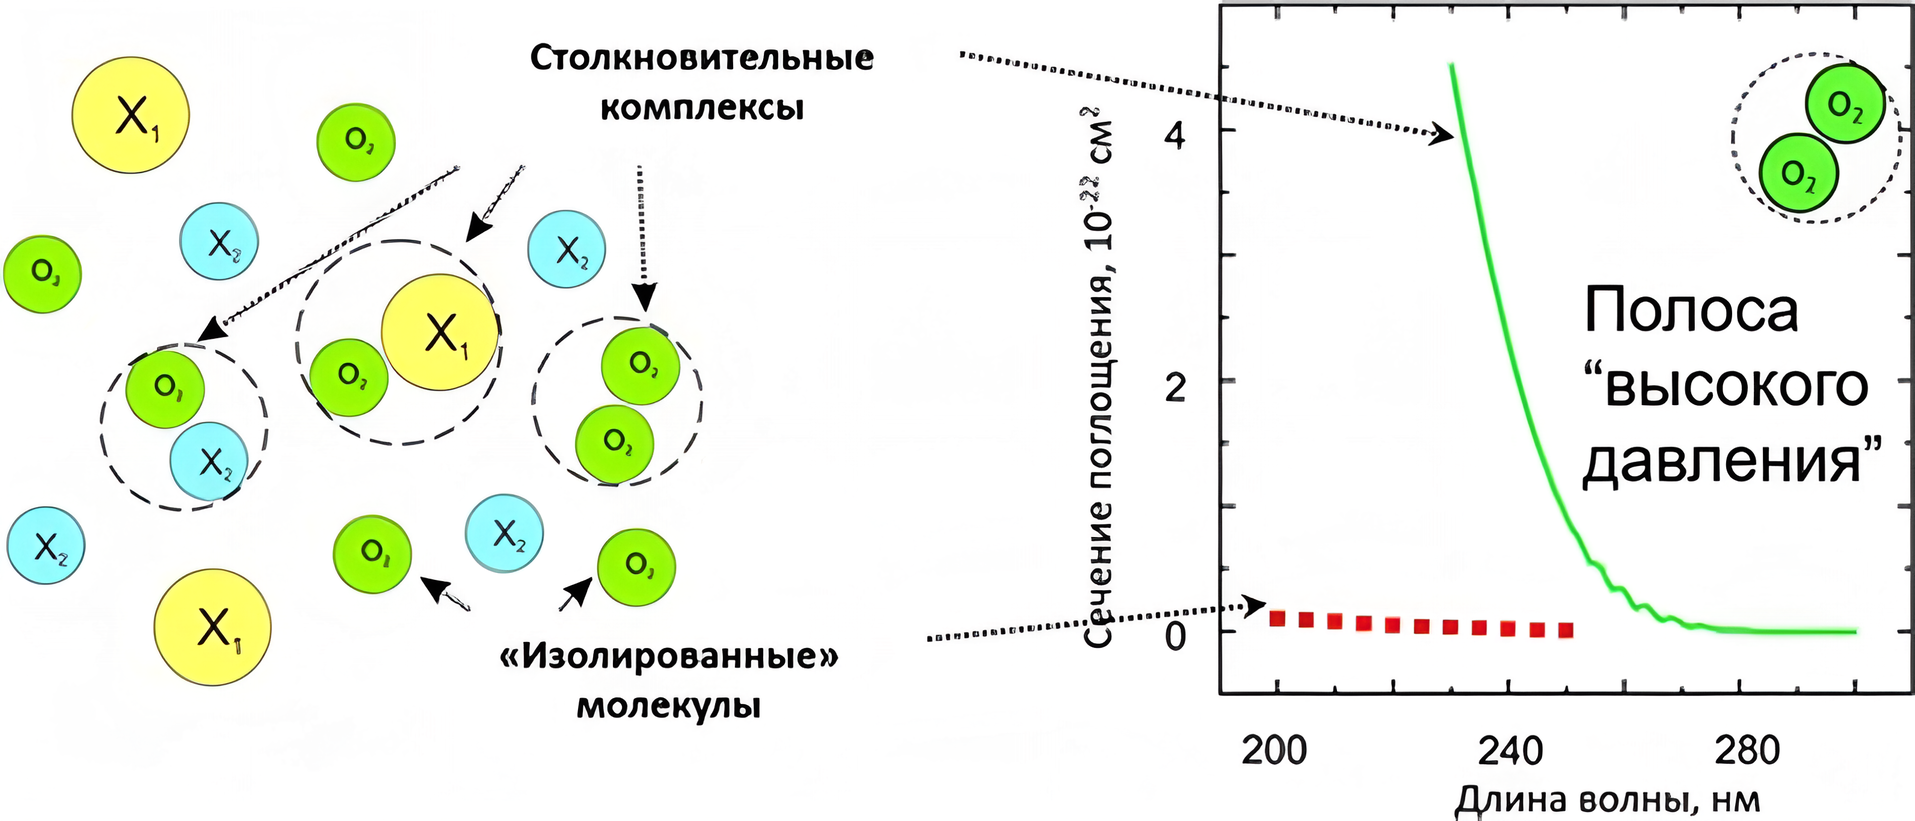 Столкновительные
комплексы
X₁
O₂
X₂
X₂
O₂
X₁
O₂
O₂
O₂
X₂
O₂
O₂
X₂
X₂
O₂
O₂
X₁
«Изолированные»
молекулы
Сечение поглощения, 10⁻²² см²
4
2
0
O₂
O₂
Полоса
“высокого
давления”
200 240 280
Длина волны, нм